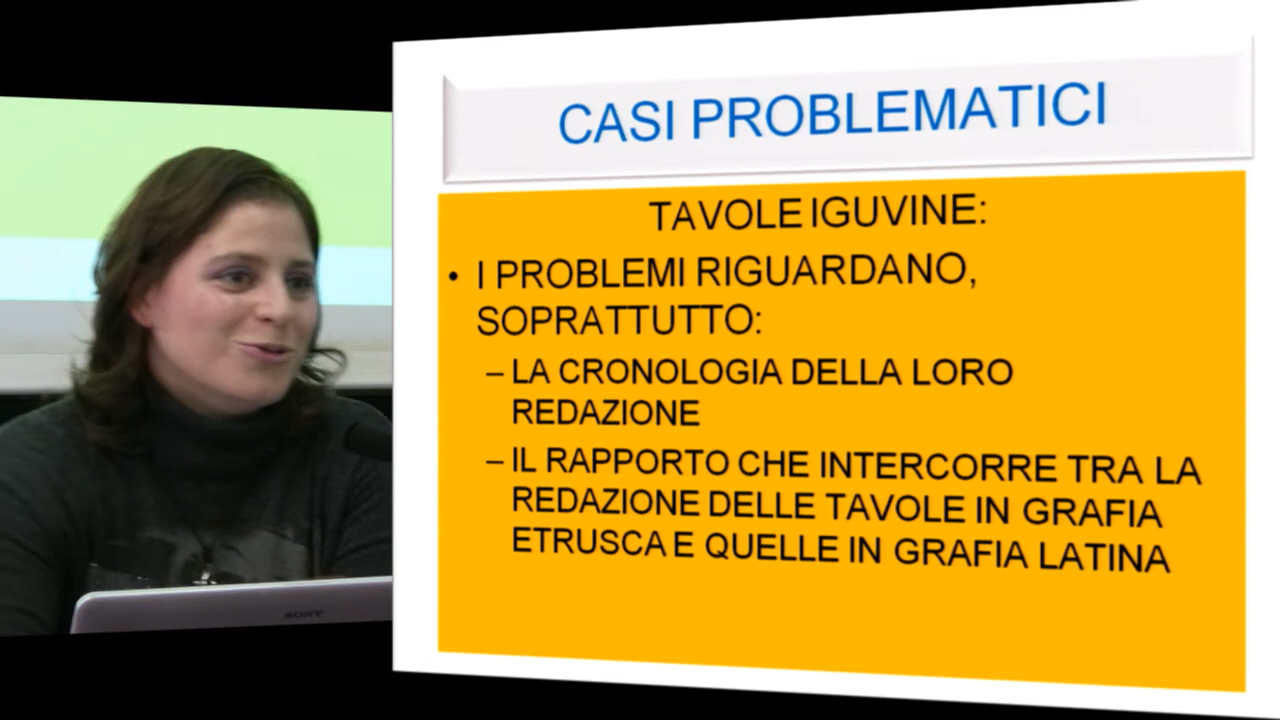 CASI PROBLEMATICI
TAVOLE IGUVINE:
• I PROBLEMI RIGUARDANO,
SOPRATTUTTO:
– LA CRONOLOGIA DELLA LORO
REDAZIONE
– IL RAPPORTO CHE INTERCORRE TRA LA
REDAZIONE DELLE TAVOLE IN GRAFIA
ETRUSCA E QUELLE IN GRAFIA LATINA
SONY